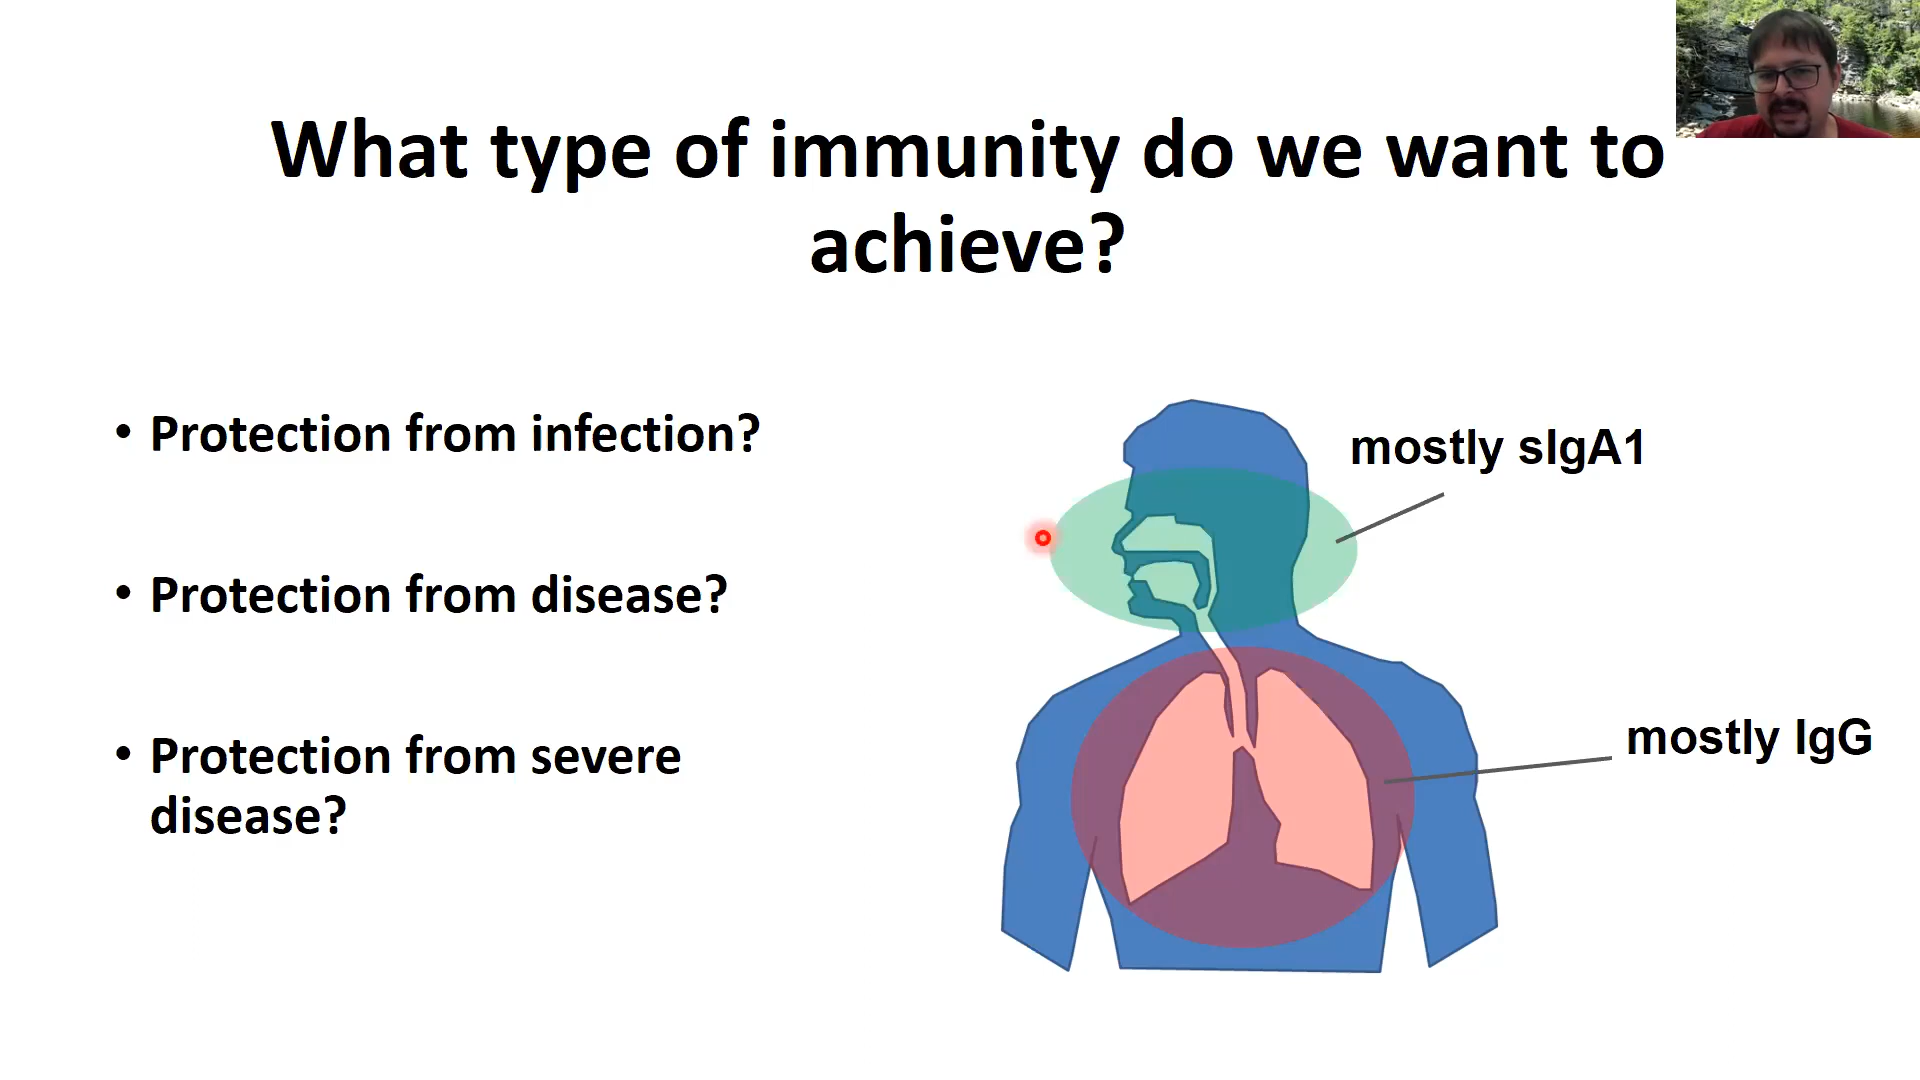 What type of immunity do we want to
achieve?
• Protection from infection?
• Protection from disease?
• Protection from severe
disease?
mostly sIgA1
mostly IgG